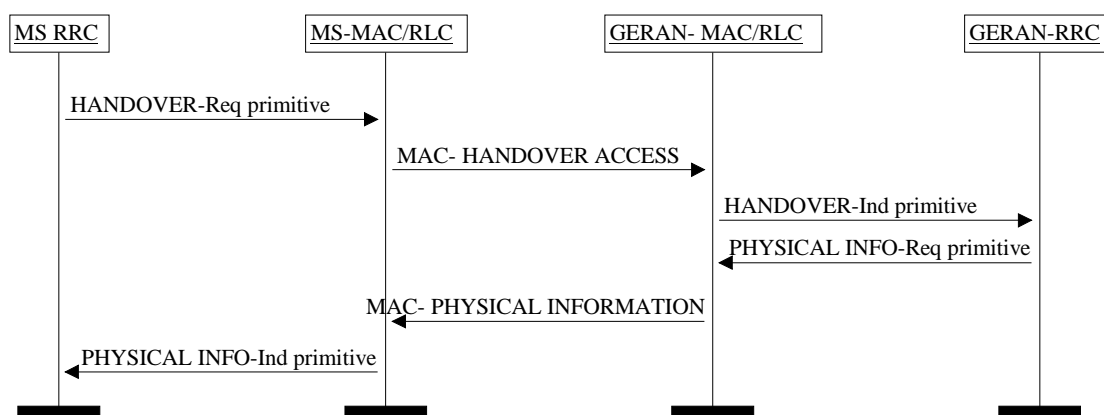 MS RRC
MS-MAC/RLC
GERAN- MAC/RLC
GERAN-RRC
HANDOVER-Req primitive
MAC- HANDOVER ACCESS
HANDOVER-Ind primitive
PHYSICAL INFO-Req primitive
MAC- PHYSICAL INFORMATION
PHYSICAL INFO-Ind primitive